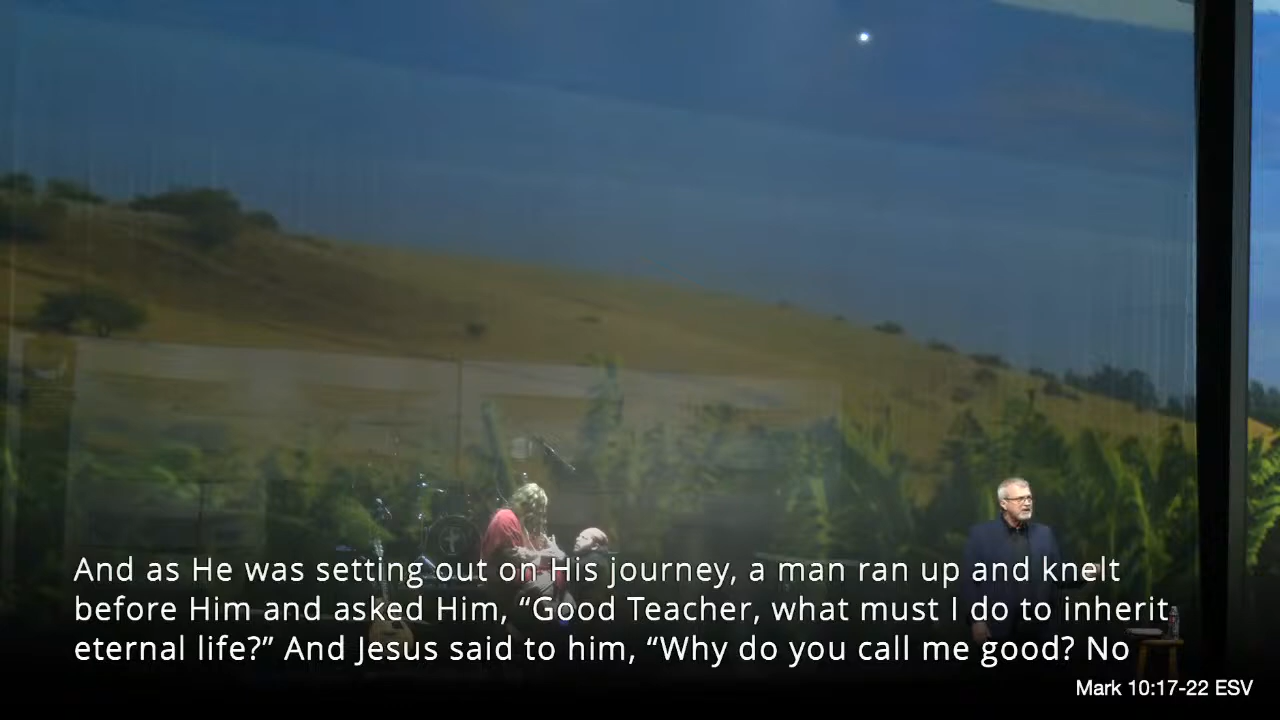 And as He was setting out on His journey, a man ran up and knelt
before Him and asked Him, “Good Teacher, what must I do to inherit
eternal life?” And Jesus said to him, “Why do you call me good? No
Mark 10:17-22 ESV